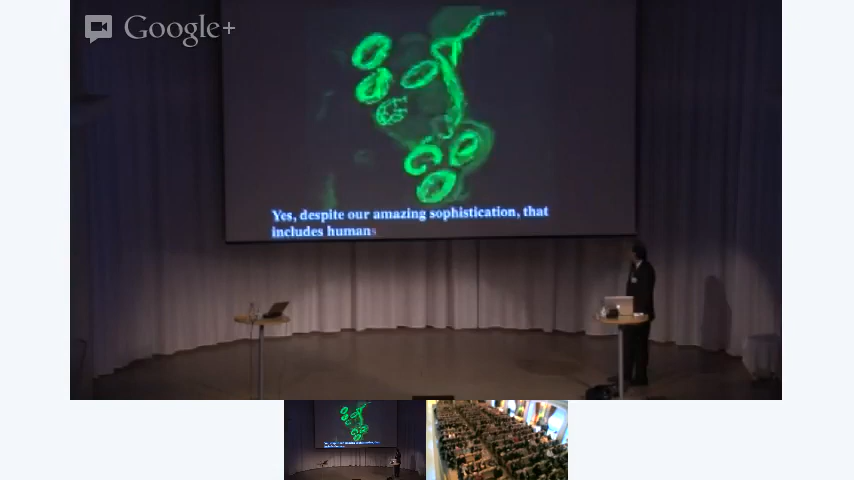 Google+
Yes, despite our amazing sophistication, that
includes humans